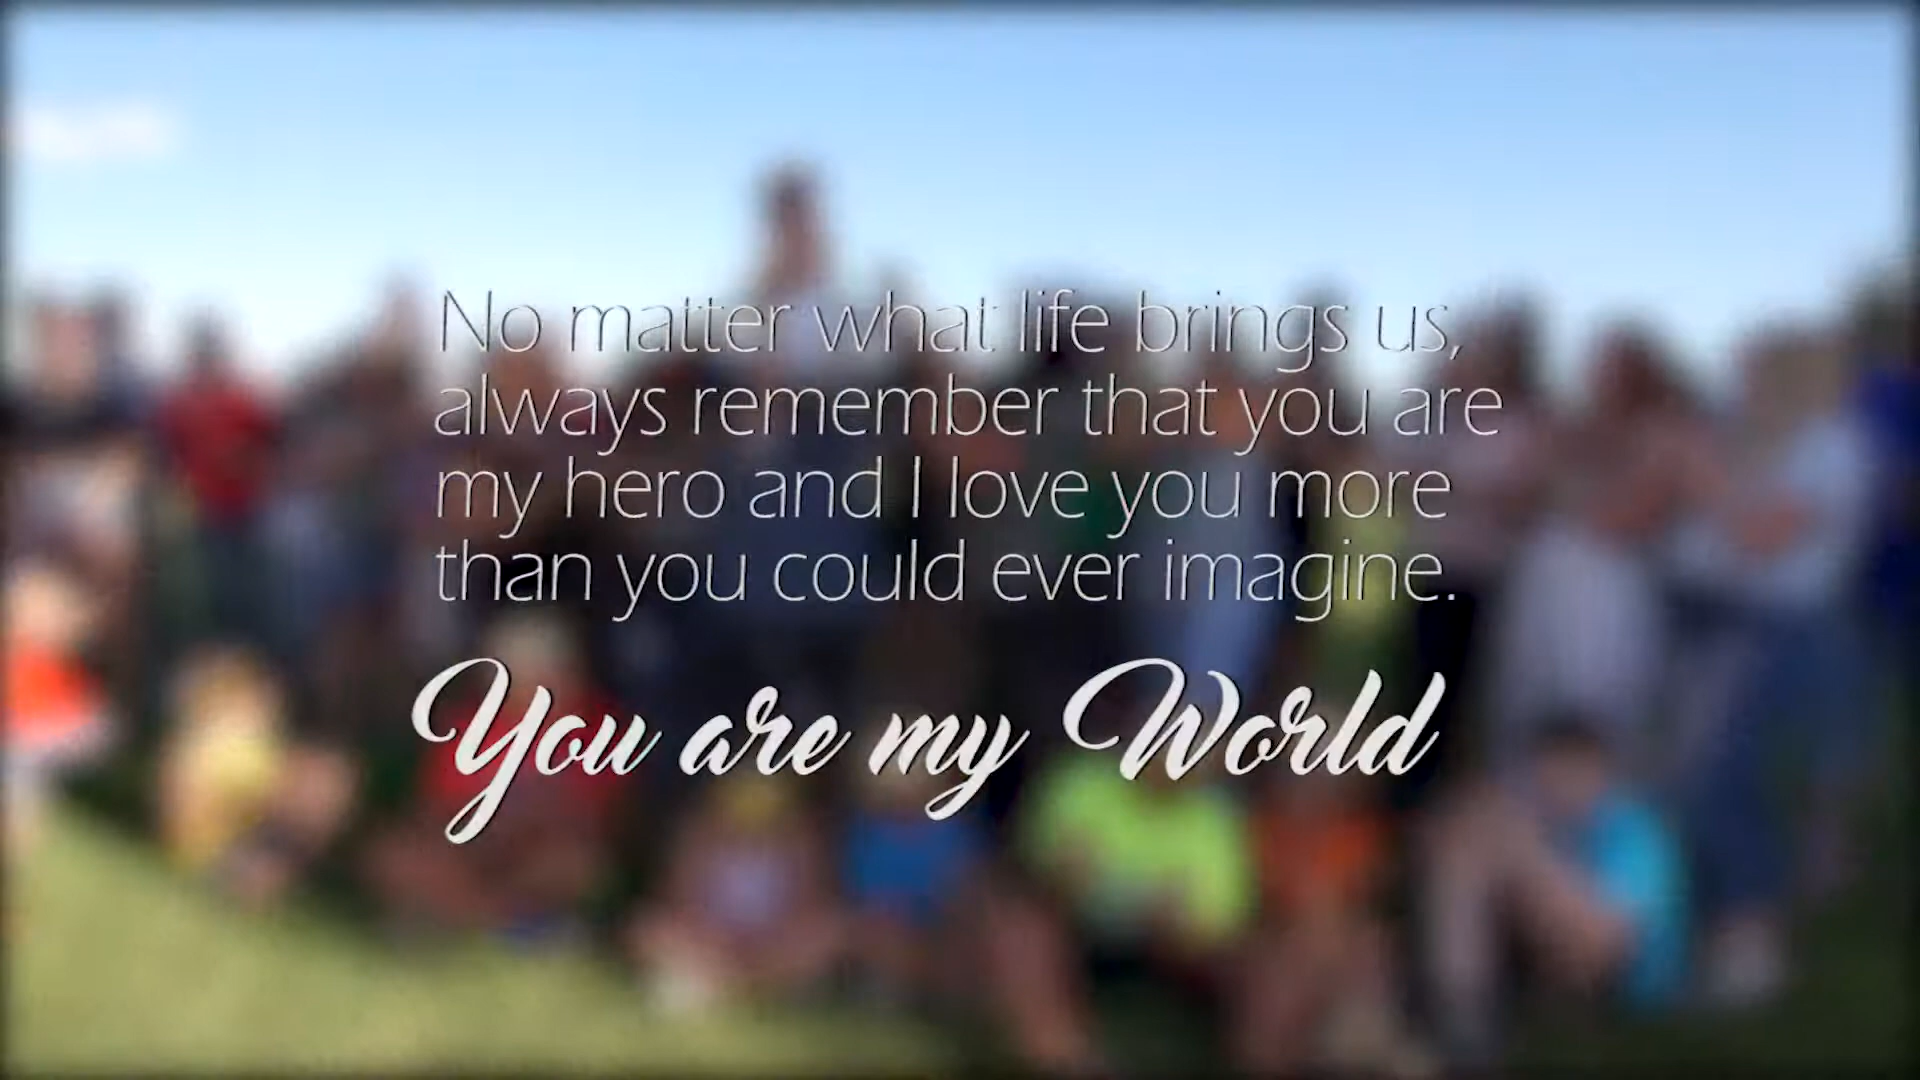 No matter what life brings us,
always remember that you are
my hero and I love you more
than you could ever imagine.
You are my World